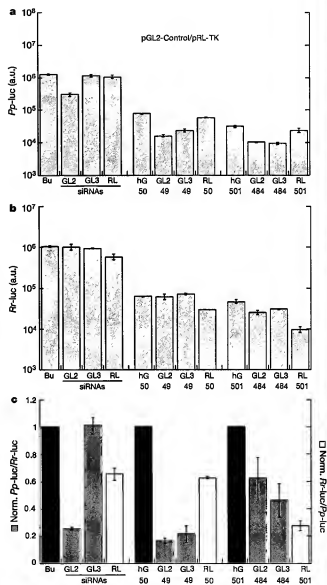 a
pGL2-Control/pRL-TK
10⁸
10⁷
10⁶
10⁵
10⁴
10³
Pp-luc (a.u.)
Bu GL2 GL3 RL hG GL2 GL3 RL hG GL2 GL3 RL
siRNAs 50 49 49 50 501 484 484 501
b
10⁷
10⁶
10⁵
10⁴
10³
Rr-luc (a.u.)
Bu GL2 GL3 RL hG GL2 GL3 RL hG GL2 GL3 RL
siRNAs 50 49 49 50 501 484 484 501
c
1.2
1
0.8
0.6
0.4
0.2
0
Norm. Pp-luc/Rr-luc
Norm. Rr-luc/Pp-luc
Bu GL2 GL3 RL hG GL2 GL3 RL hG GL2 GL3 RL
siRNAs 50 49 49 50 501 484 484 501